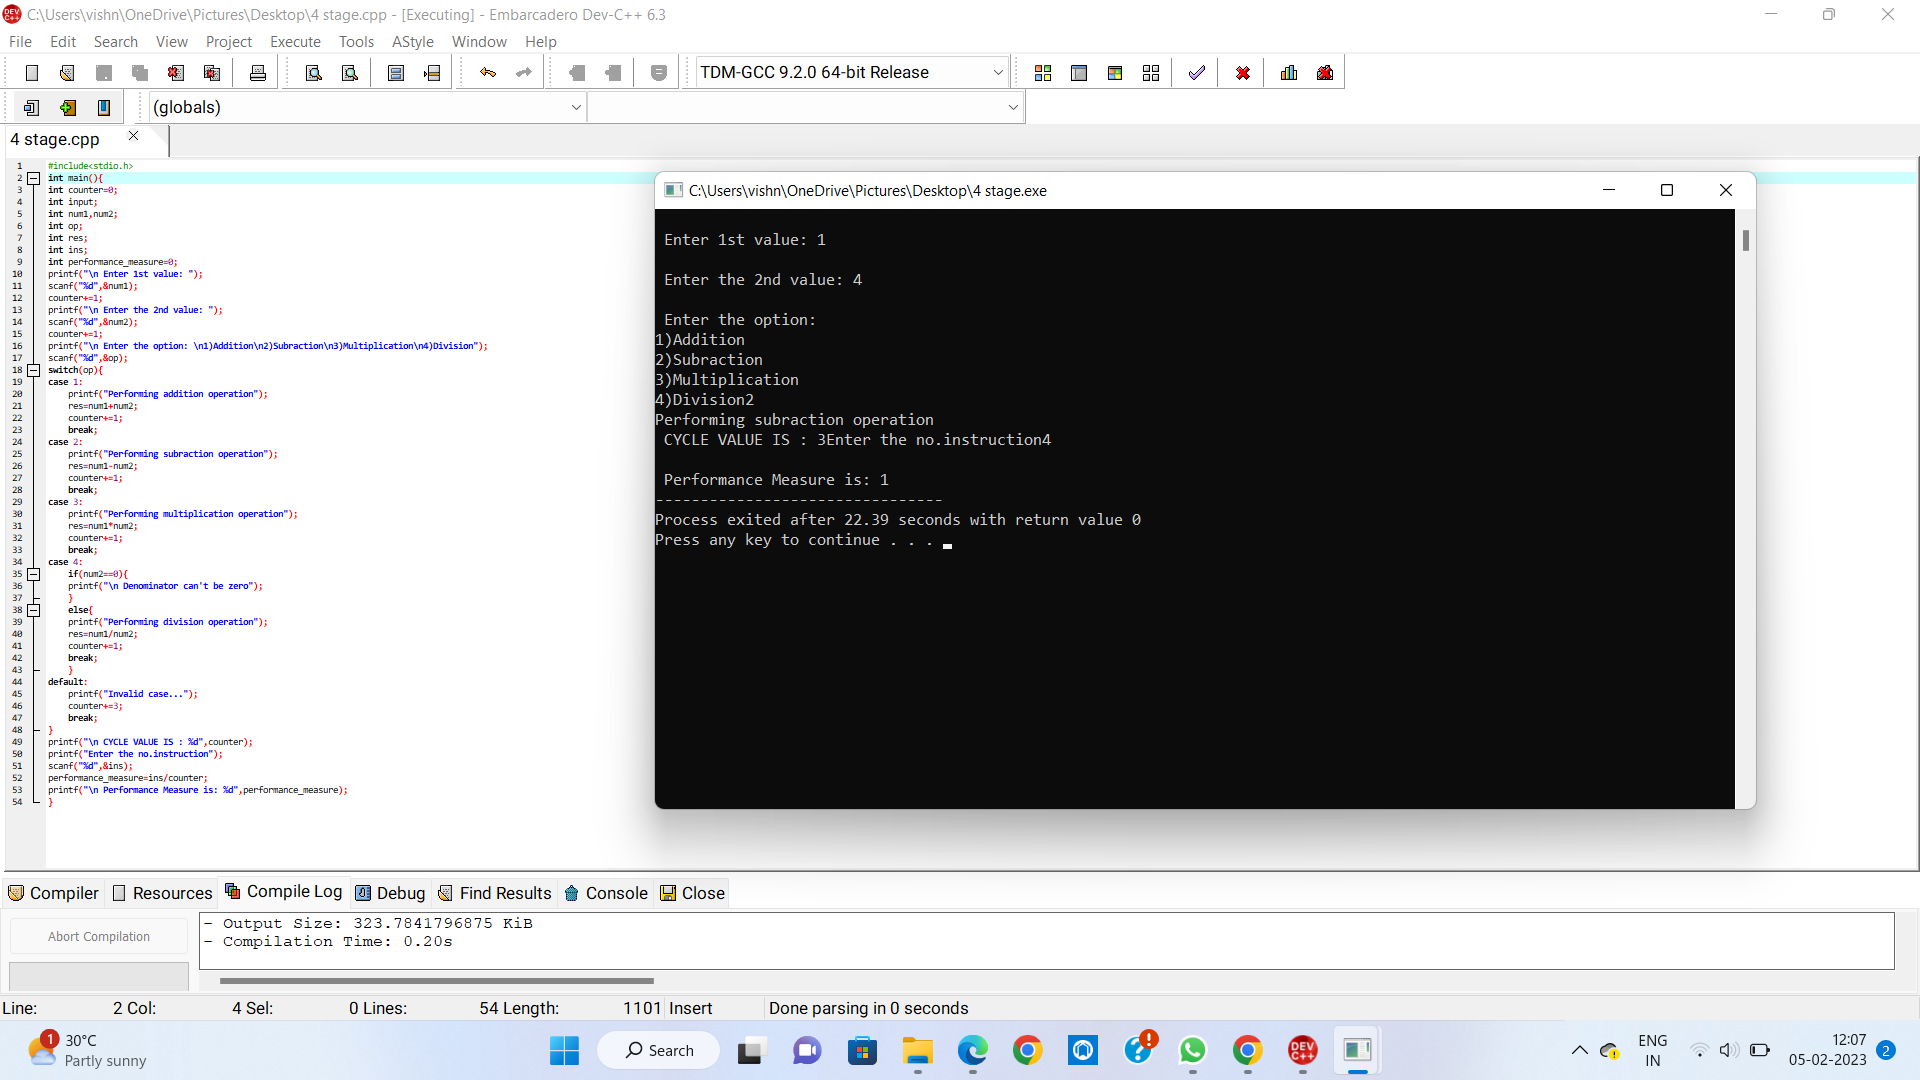 C:\Users\vishn\OneDrive\Pictures\Desktop\4 stage.cpp - [Executing] - Embarcadero Dev-C++ 6.3
File Edit Search View Project Execute Tools AStyle Window Help
TDM-GCC 9.2.0 64-bit Release
(globals)
4 stage.cpp
1 #include<stdio.h>
2 int main(){
3 int counter=0;
4 int input;
5 int num1,num2;
6 int op;
7 int res;
8 int ins;
9 int performance_measure=0;
10 printf("\n Enter 1st value: ");
11 scanf("%d",&num1);
12 counter+=1;
13 printf("\n Enter the 2nd value: ");
14 scanf("%d",&num2);
15 counter+=1;
16 printf("\n Enter the option: \n1)Addition\n2)Subraction\n3)Multiplication\n4)Division");
17 scanf("%d",&op);
18 switch(op){
19 case 1:
20 printf("Performing addition operation");
21 res=num1+num2;
22 counter+=1;
23 break;
24 case 2:
25 printf("Performing subraction operation");
26 res=num1-num2;
27 counter+=1;
28 break;
29 case 3:
30 printf("Performing multiplication operation");
31 res=num1*num2;
32 counter+=1;
33 break;
34 case 4:
35 if(num2==0){
36 printf("\n Denominator can't be zero");
37 }
38 else{
39 printf("Performing division operation");
40 res=num1/num2;
41 counter+=1;
42 break;
43 }
44 default:
45 printf("Invalid case...");
46 counter+=3;
47 break;
48 }
49 printf("\n CYCLE VALUE IS : %d",counter);
50 printf("Enter the no.instruction");
51 scanf("%d",&ins);
52 performance_measure=ins/counter;
53 printf("\n Performance Measure is: %d",performance_measure);
54 }
C:\Users\vishn\OneDrive\Pictures\Desktop\4 stage.exe
Enter 1st value: 1
Enter the 2nd value: 4
Enter the option:
1)Addition
2)Subraction
3)Multiplication
4)Division2
Performing subraction operation
CYCLE VALUE IS : 3Enter the no.instruction4
Performance Measure is: 1
--------------------------------
Process exited after 22.39 seconds with return value 0
Press any key to continue . . .
Compiler Resources Compile Log Debug Find Results Console Close
Abort Compilation
- Output Size: 323.7841796875 KiB
- Compilation Time: 0.20s
Line: 2 Col: 4 Sel: 0 Lines: 54 Length: 1101 Insert Done parsing in 0 seconds
1
30°C
Partly sunny
Search
DEV C++
ENG
IN
12:07
05-02-2023
2